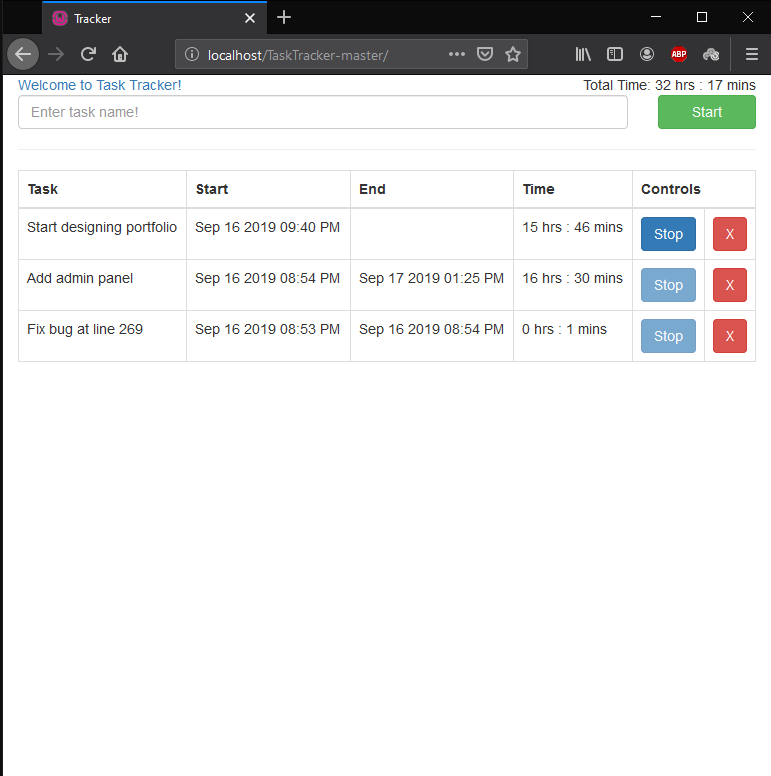 Tracker
localhost/TaskTracker-master/
ABP
Welcome to Task Tracker! Total Time: 32 hrs : 17 mins
Enter task name! Start
Task Start End Time Controls
Start designing portfolio Sep 16 2019 09:40 PM 15 hrs : 46 mins Stop X
Add admin panel Sep 16 2019 08:54 PM Sep 17 2019 01:25 PM 16 hrs : 30 mins Stop X
Fix bug at line 269 Sep 16 2019 08:53 PM Sep 16 2019 08:54 PM 0 hrs : 1 mins Stop X